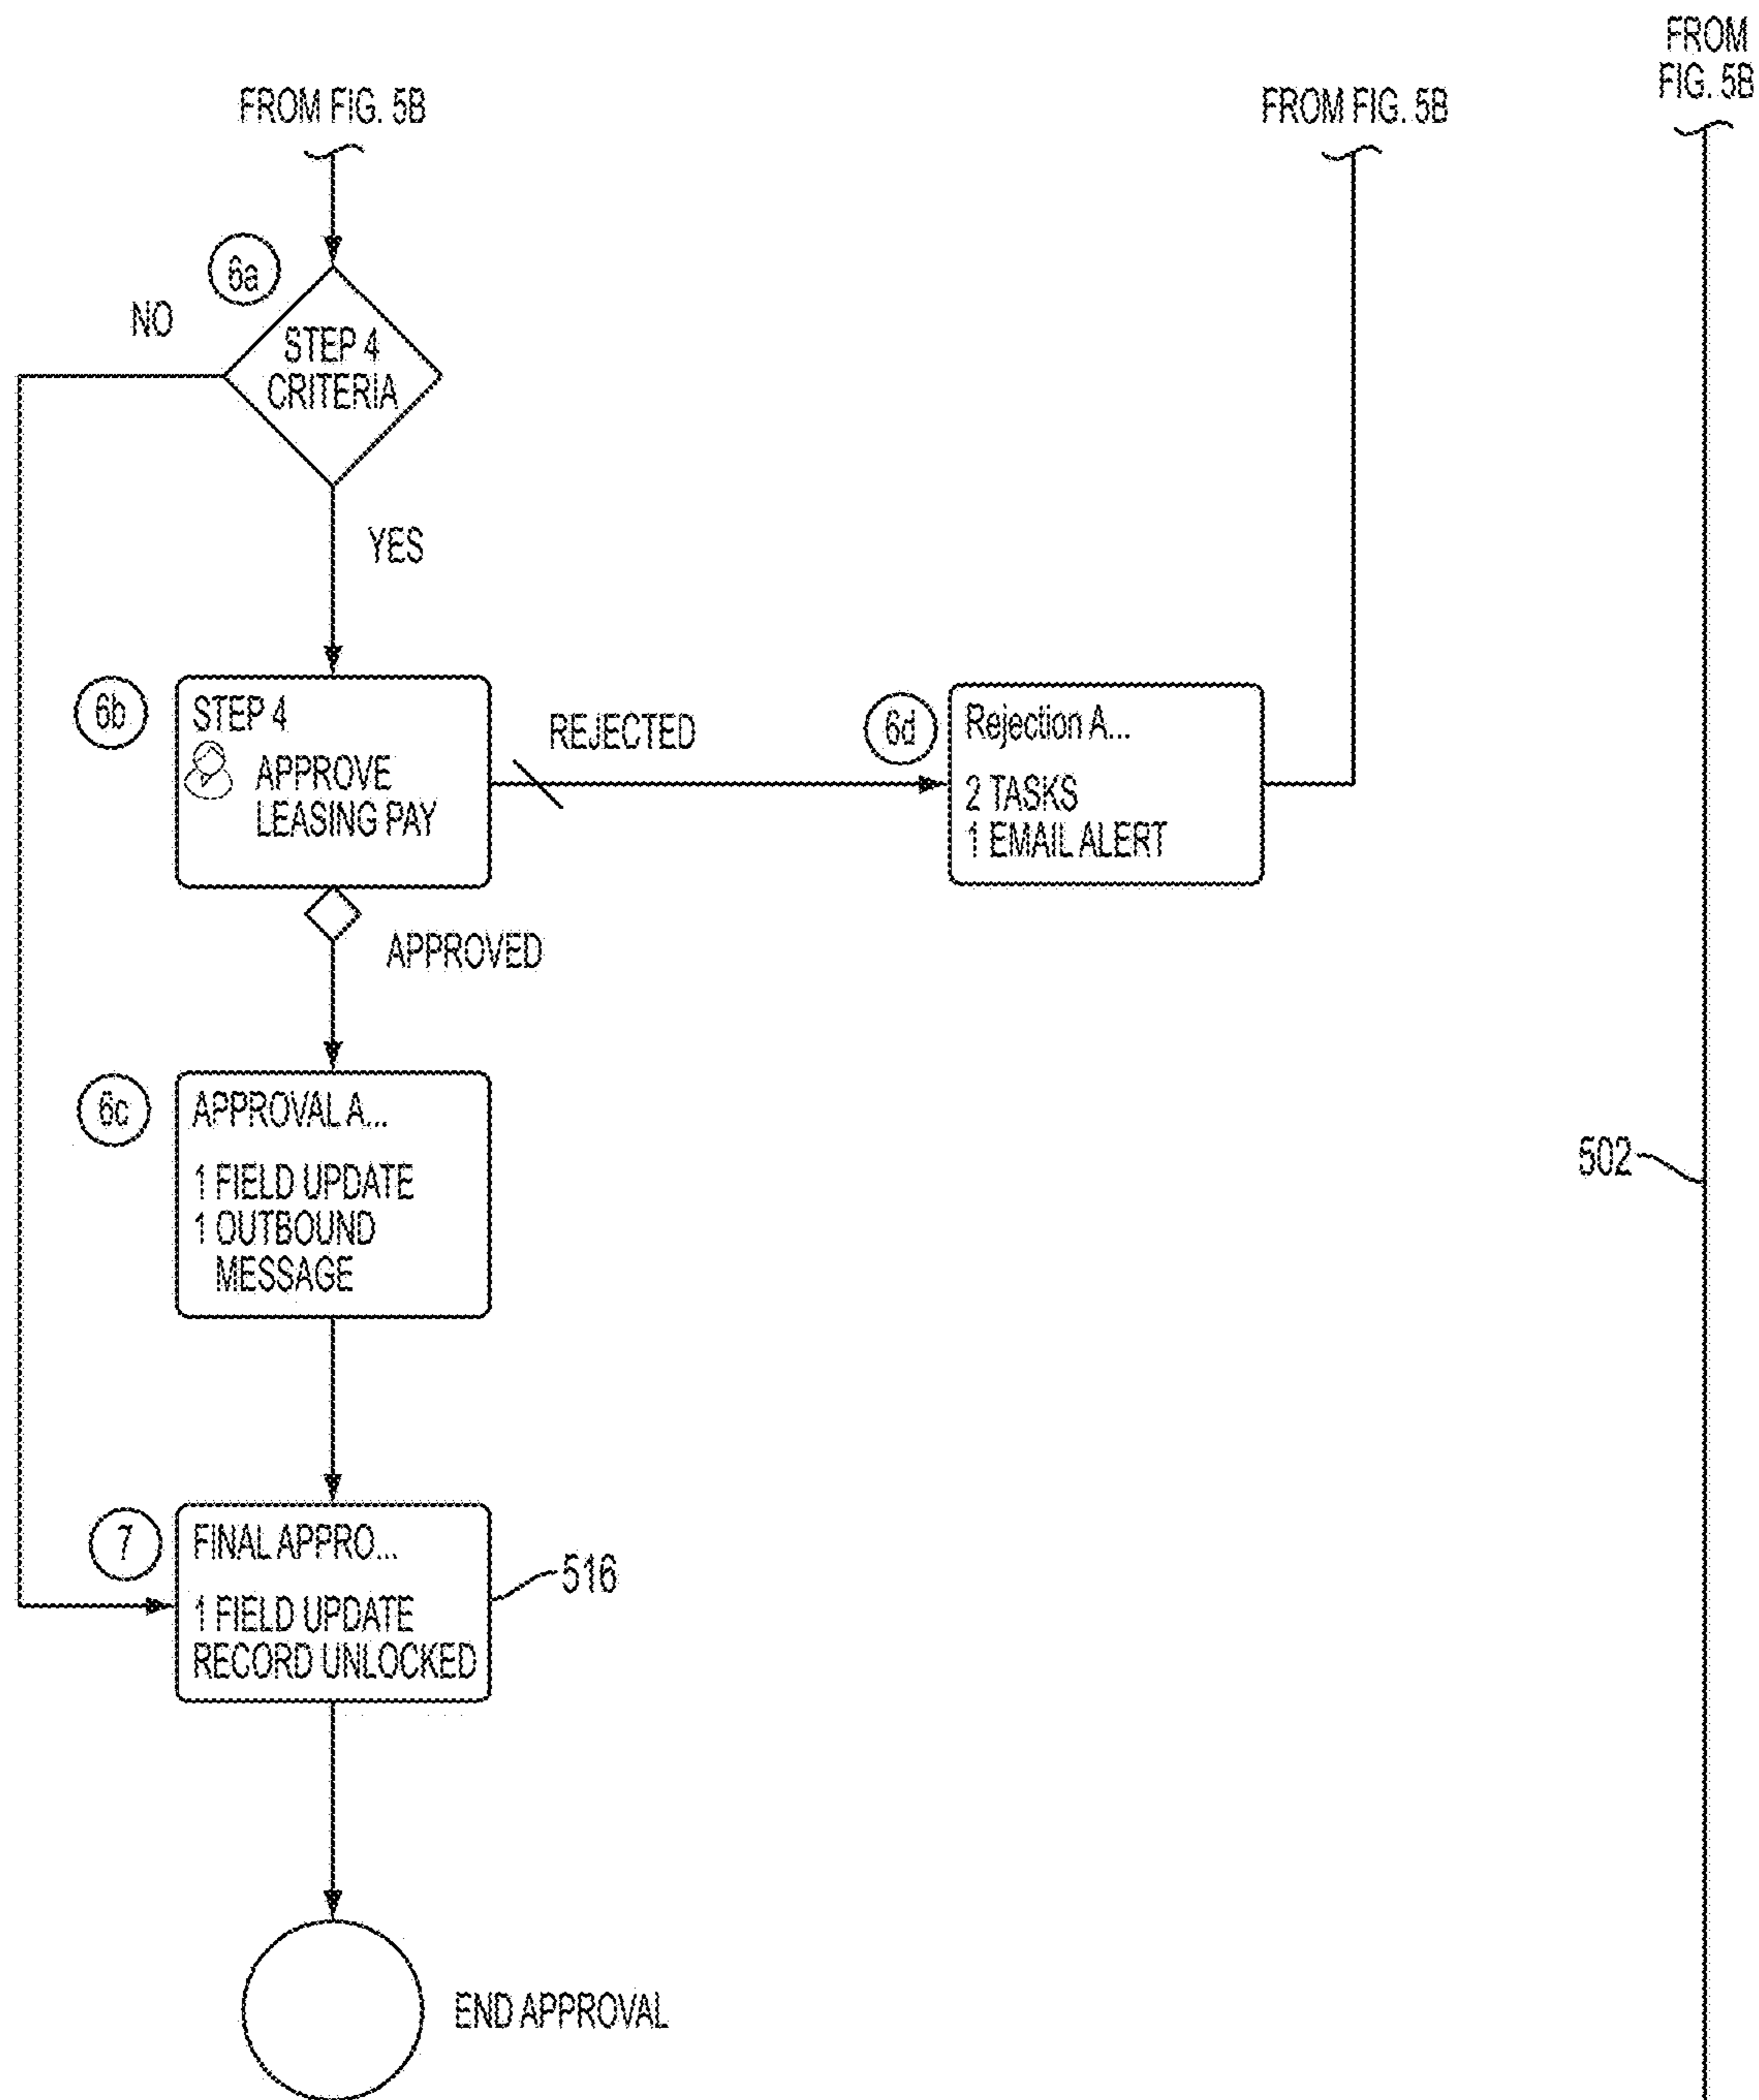 FROM
FIG. 5B
FROM FIG. 5B
FROM FIG. 5B
6a
NO
STEP 4
CRITERIA
YES
6b
STEP 4
APPROVE
LEASING PAY
REJECTED
6d
Rejection A...
2 TASKS
1 EMAIL ALERT
APPROVED
6c
APPROVAL A...
1 FIELD UPDATE
1 OUTBOUND
MESSAGE
502
7
FINAL APPRO...
516
1 FIELD UPDATE
RECORD UNLOCKED
END APPROVAL